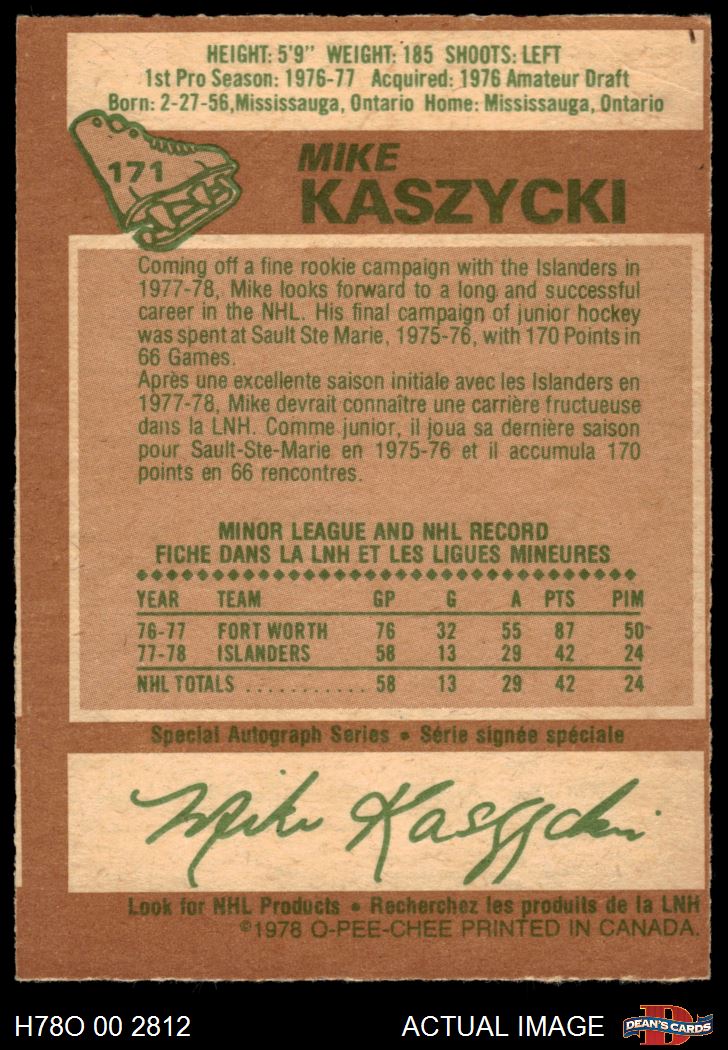 HEIGHT: 5'9" WEIGHT: 185 SHOOTS: LEFT
1st Pro Season: 1976-77 Acquired: 1976 Amateur Draft
Born: 2-27-56, Mississauga, Ontario Home: Mississauga, Ontario
171
MIKE
KASZYCKI
Coming off a fine rookie campaign with the Islanders in
1977-78, Mike looks forward to a long and successful
career in the NHL. His final campaign of junior hockey
was spent at Sault Ste Marie, 1975-76, with 170 Points in
66 Games.
Après une excellente saison initiale avec les Islanders en
1977-78, Mike devrait connaître une carrière fructueuse
dans la LNH. Comme junior, il joua sa dernière saison
pour Sault-Ste-Marie en 1975-76 et il accumula 170
points en 66 rencontres.
MINOR LEAGUE AND NHL RECORD
FICHE DANS LA LNH ET LES LIGUES MINEURES
YEAR TEAM GP G A PTS PIM
76-77 FORT WORTH 76 32 55 87 50
77-78 ISLANDERS 58 13 29 42 24
NHL TOTALS ........... 58 13 29 42 24
Special Autograph Series • Série signée spéciale
Mike Kaszycki
Look for NHL Products • Recherchez les produits de la LNH
©1978 O-PEE-CHEE PRINTED IN CANADA.
H78O 00 2812 ACTUAL IMAGE D DEAN'S CARDS